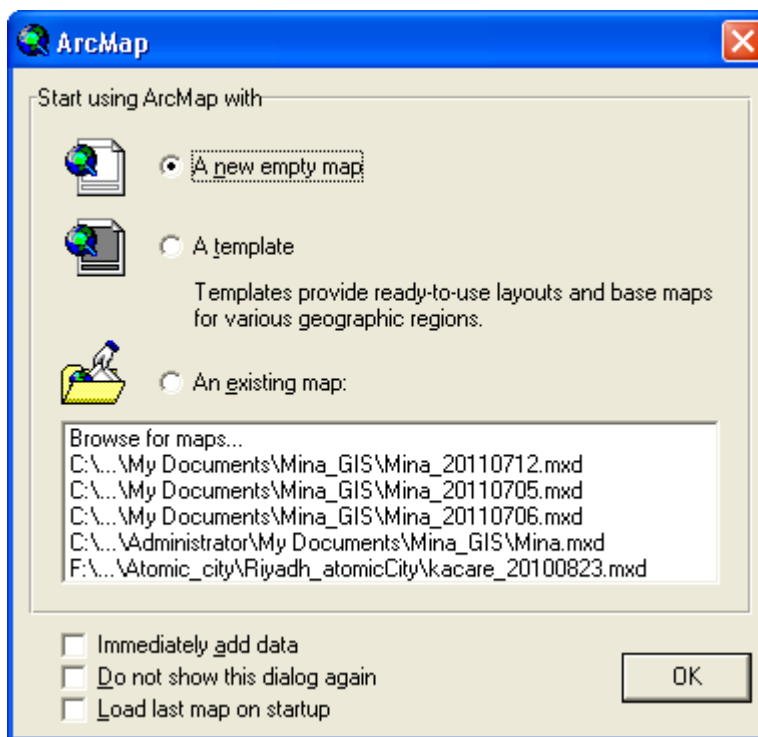 ArcMap
Start using ArcMap with
A new empty map
A template
Templates provide ready-to-use layouts and base maps
for various geographic regions.
An existing map:
Browse for maps...
C:\...\My Documents\Mina_GIS\Mina_20110712.mxd
C:\...\My Documents\Mina_GIS\Mina_20110705.mxd
C:\...\My Documents\Mina_GIS\Mina_20110706.mxd
C:\...\Administrator\My Documents\Mina_GIS\Mina.mxd
F:\...\Atomic_city\Riyadh_atomicCity\kacare_20100823.mxd
Immediately add data
Do not show this dialog again
Load last map on startup
OK